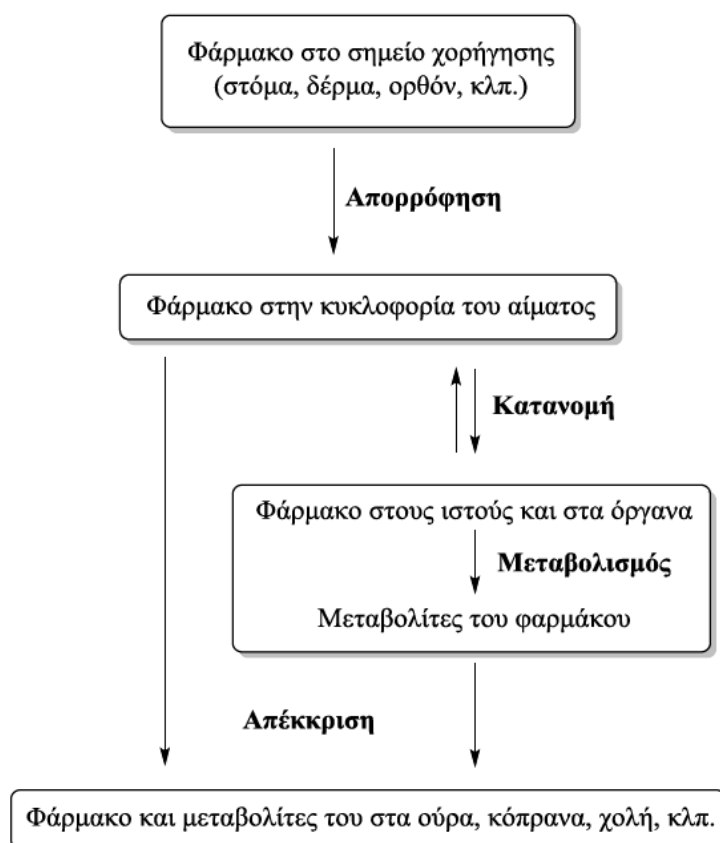 Φάρμακο στο σημείο χορήγησης
(στόμα, δέρμα, ορθόν, κλπ.)
Απορρόφηση
Φάρμακο στην κυκλοφορία του αίματος
Κατανομή
Φάρμακο στους ιστούς και στα όργανα
Μεταβολισμός
Μεταβολίτες του φαρμάκου
Απέκκριση
Φάρμακο και μεταβολίτες του στα ούρα, κόπρανα, χολή, κλπ.